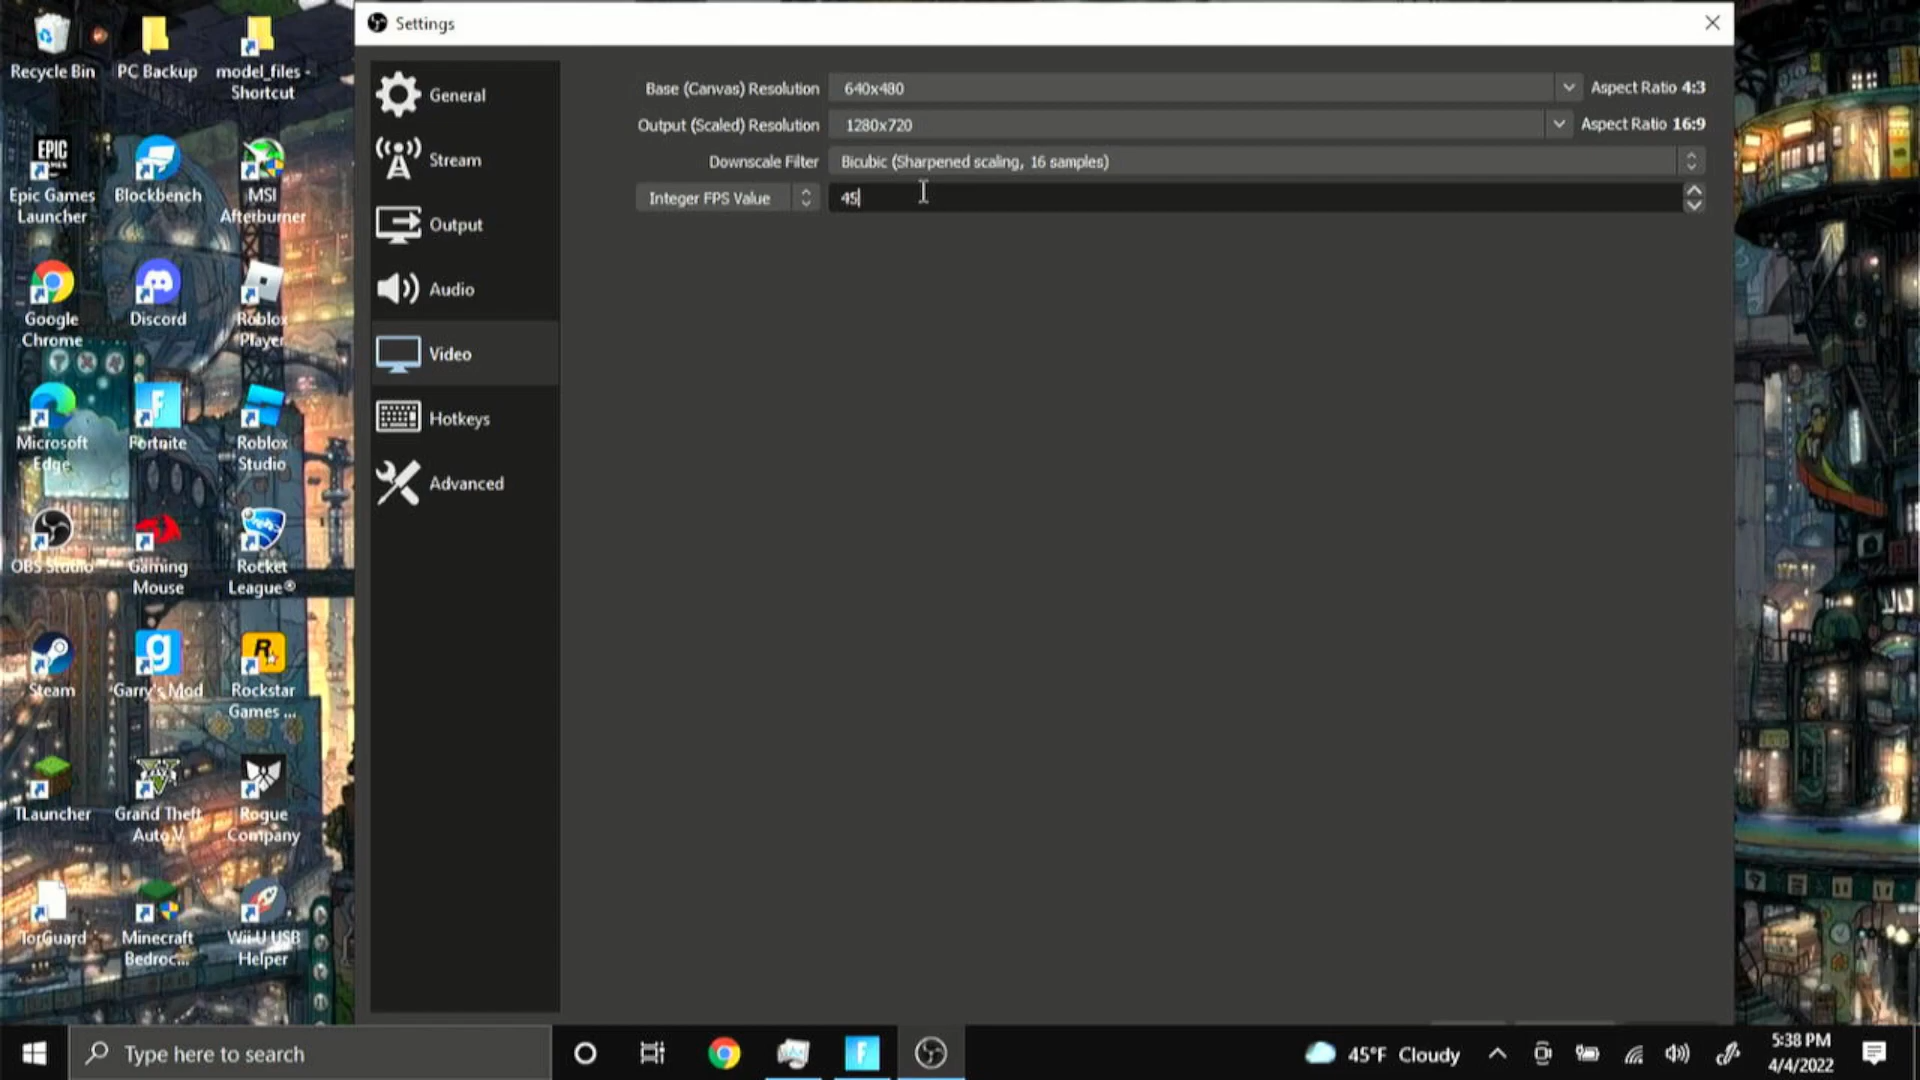 Settings
Recycle Bin
PC Backup
model_files -
Shortcut
EPIC
Epic Games
Launcher
Blockbench
MSI
Afterburner
Google
Chrome
Discord
Roblox
Player
Microsoft
Edge
Fortnite
Roblox
Studio
OBS Studio
Gaming
Mouse
Rocket
League®
Steam
Garry's Mod
Rockstar
Games ...
TLauncher
Grand Theft
Auto V
Rogue
Company
TorGuard
Minecraft
Bedroc...
Wii U USB
Helper
General
Stream
Output
Audio
Video
Hotkeys
Advanced
Base (Canvas) Resolution 640x480 Aspect Ratio 4:3
Output (Scaled) Resolution 1280x720 Aspect Ratio 16:9
Downscale Filter Bicubic (Sharpened scaling, 16 samples)
Integer FPS Value 45
Type here to search
45°F Cloudy
5:38 PM
4/4/2022